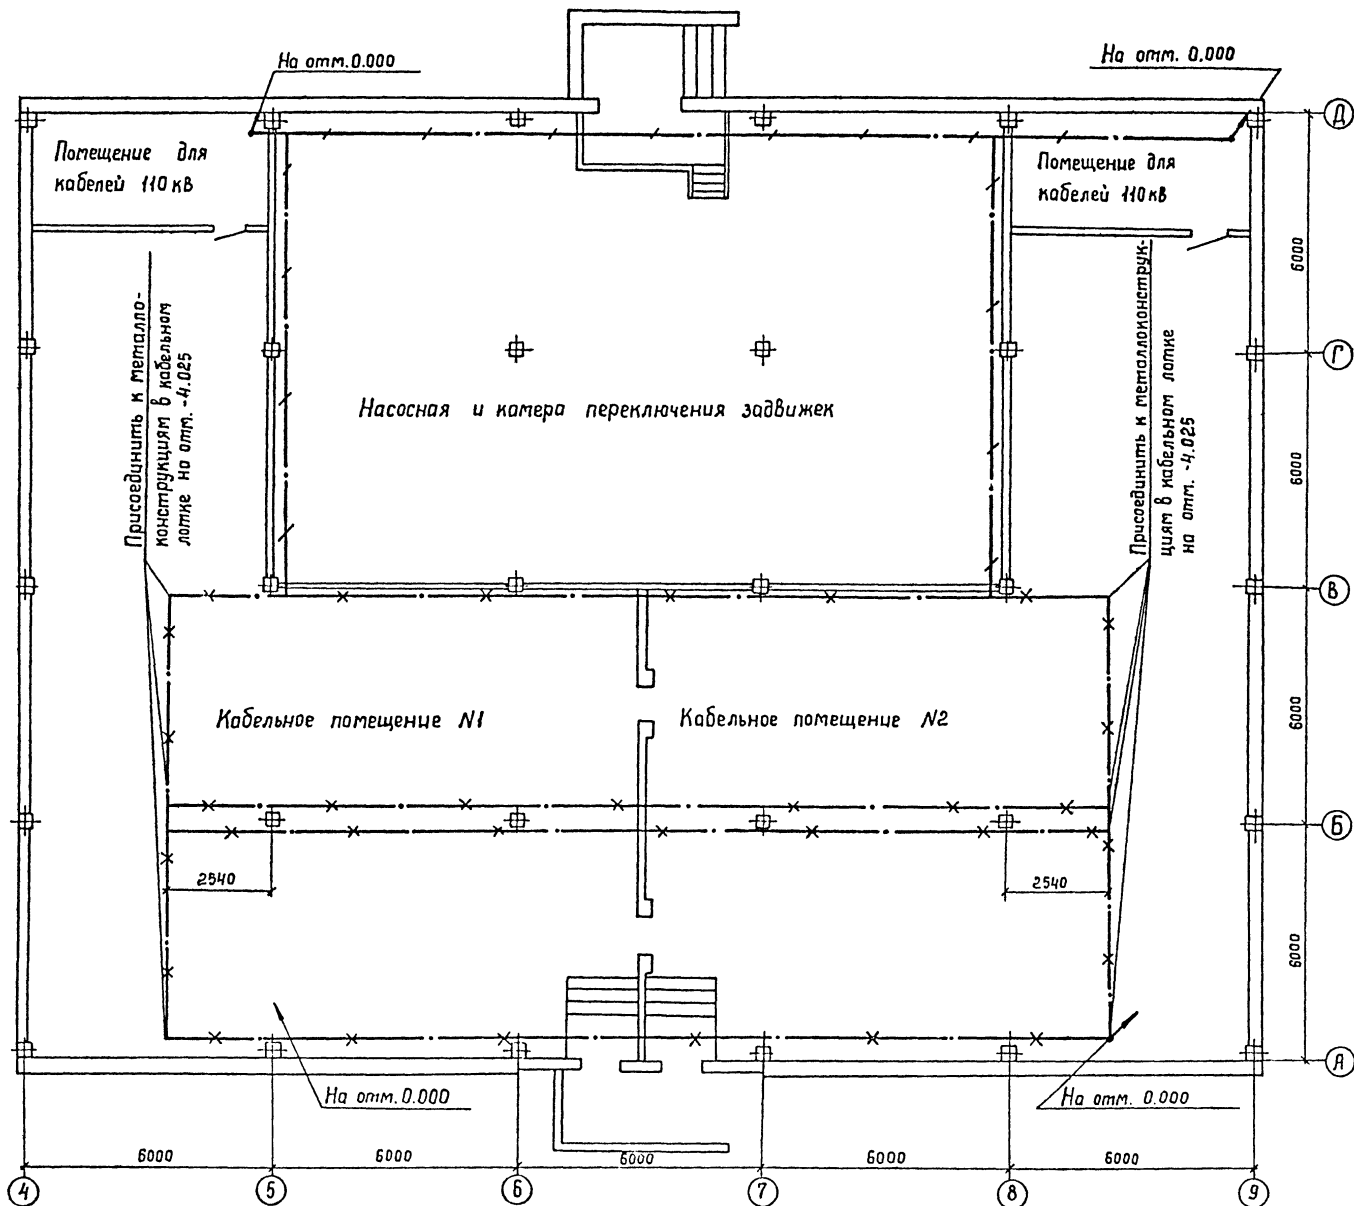 На отм. 0.000
На отм. 0.000
Д
Помещение для
кабелей 110 кв
Помещение для
кабелей 110 кв
6000
Присоединить к металло-
конструкциям в кабельном
лотке на отм. -4.025
Присоединить к металлоконструк-
циям в кабельном лотке
на отм. -4.025
Г
Насосная и камера переключения задвижек
6000
В
Кабельное помещение N1
Кабельное помещение N2
6000
Б
2540
2540
6000
А
На отм. 0.000
На отм. 0.000
6000
6000
6000
6000
6000
4
5
6
7
8
9